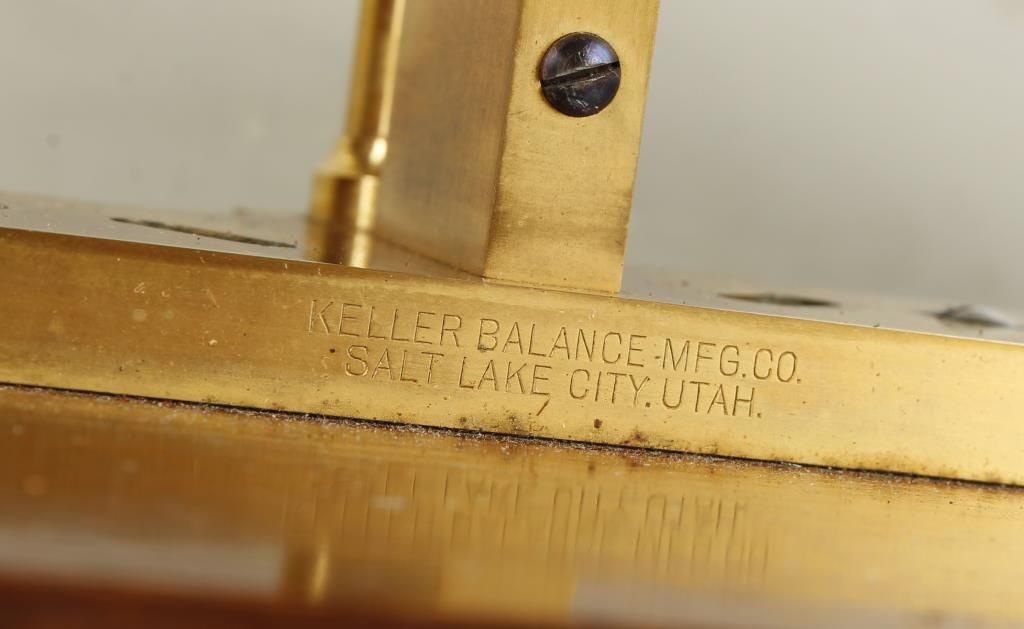 KELLER BALANCE MFG.CO.
SALT LAKE CITY. UTAH.